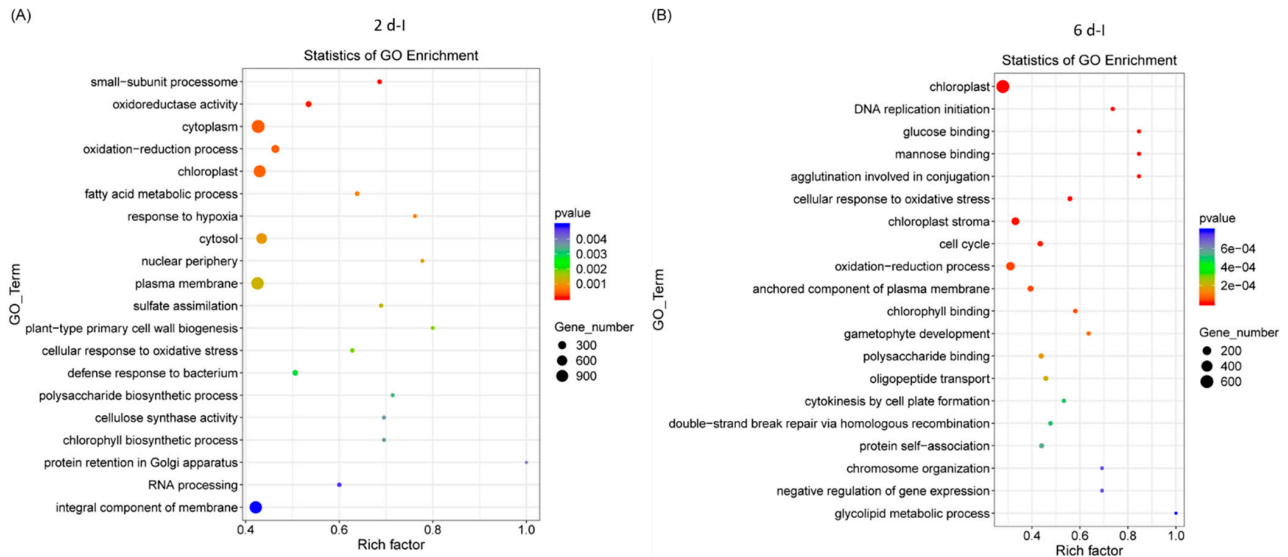 (A)
2 d-I
Statistics of GO Enrichment
GO_Term
small−subunit processome
oxidoreductase activity
cytoplasm
oxidation−reduction process
chloroplast
fatty acid metabolic process
response to hypoxia
cytosol
nuclear periphery
plasma membrane
sulfate assimilation
plant−type primary cell wall biogenesis
cellular response to oxidative stress
defense response to bacterium
polysaccharide biosynthetic process
cellulose synthase activity
chlorophyll biosynthetic process
protein retention in Golgi apparatus
RNA processing
integral component of membrane
0.4 0.6 0.8 1.0
Rich factor
pvalue
0.004
0.003
0.002
0.001
Gene_number
300
600
900
(B)
6 d-I
Statistics of GO Enrichment
GO_Term
chloroplast
DNA replication initiation
glucose binding
mannose binding
agglutination involved in conjugation
cellular response to oxidative stress
chloroplast stroma
cell cycle
oxidation−reduction process
anchored component of plasma membrane
chlorophyll binding
gametophyte development
polysaccharide binding
oligopeptide transport
cytokinesis by cell plate formation
double−strand break repair via homologous recombination
protein self−association
chromosome organization
negative regulation of gene expression
glycolipid metabolic process
0.4 0.6 0.8 1.0
Rich factor
pvalue
6e−04
4e−04
2e−04
Gene_number
200
400
600